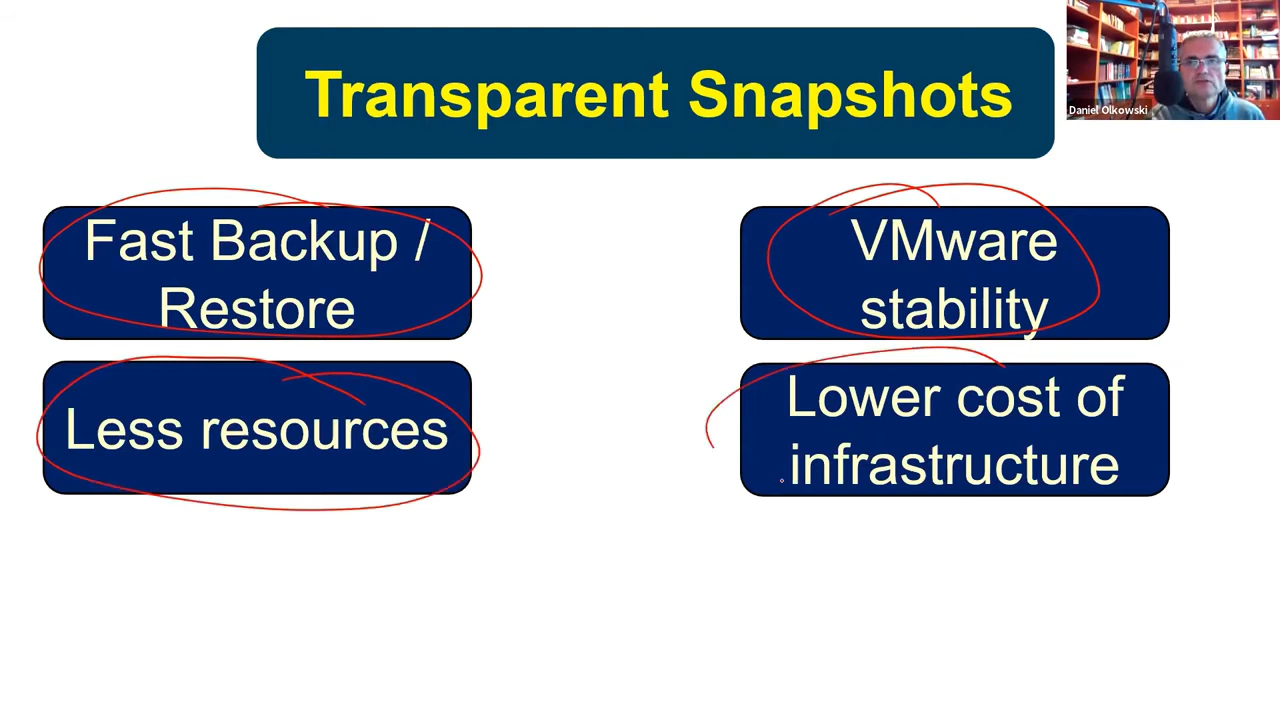 Transparent Snapshots
Daniel Olkowski
Fast Backup /
Restore
VMware
stability
Less resources
Lower cost of
infrastructure